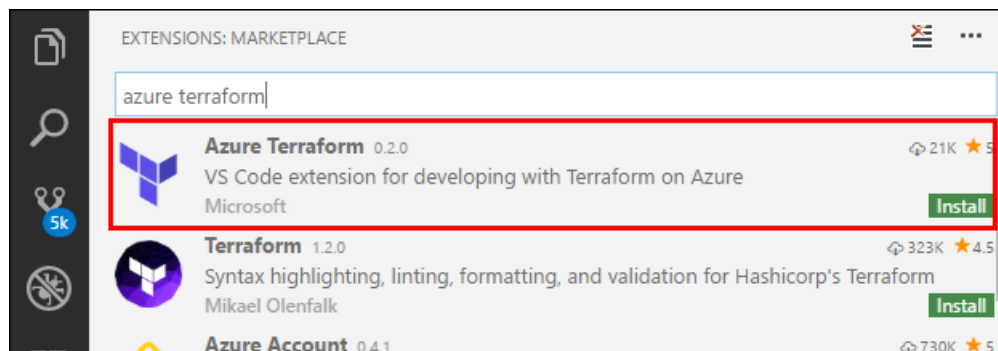 EXTENSIONS: MARKETPLACE
azure terraform
Azure Terraform 0.2.0 21K 5
VS Code extension for developing with Terraform on Azure
Microsoft Install
5k
Terraform 1.2.0 323K 4.5
Syntax highlighting, linting, formatting, and validation for Hashicorp's Terraform
Mikael Olenfalk Install
Azure Account 0.4.1 730K 5